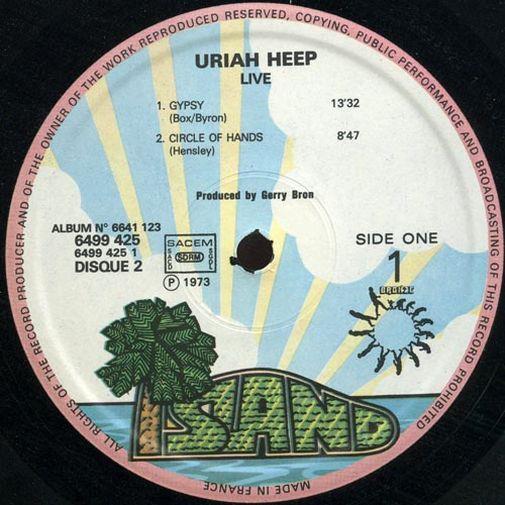 ALL RIGHTS OF THE RECORD PRODUCER AND OF THE OWNER OF THE WORK REPRODUCED RESERVED, COPYING, PUBLIC PERFORMANCE AND BROADCASTING OF THIS RECORD PROHIBITED
URIAH HEEP
LIVE
1. GYPSY 13'32
(Box/Byron)
2. CIRCLE OF HANDS 8'47
(Hensley)
Produced by Gerry Bron
ALBUM N° 6641 123
6499 425
6499 425 1
DISQUE 2
SACEM
SACD SDRM SGDL
Ⓟ 1973
SIDE ONE
1
BRONZE
ISLAND
MADE IN FRANCE